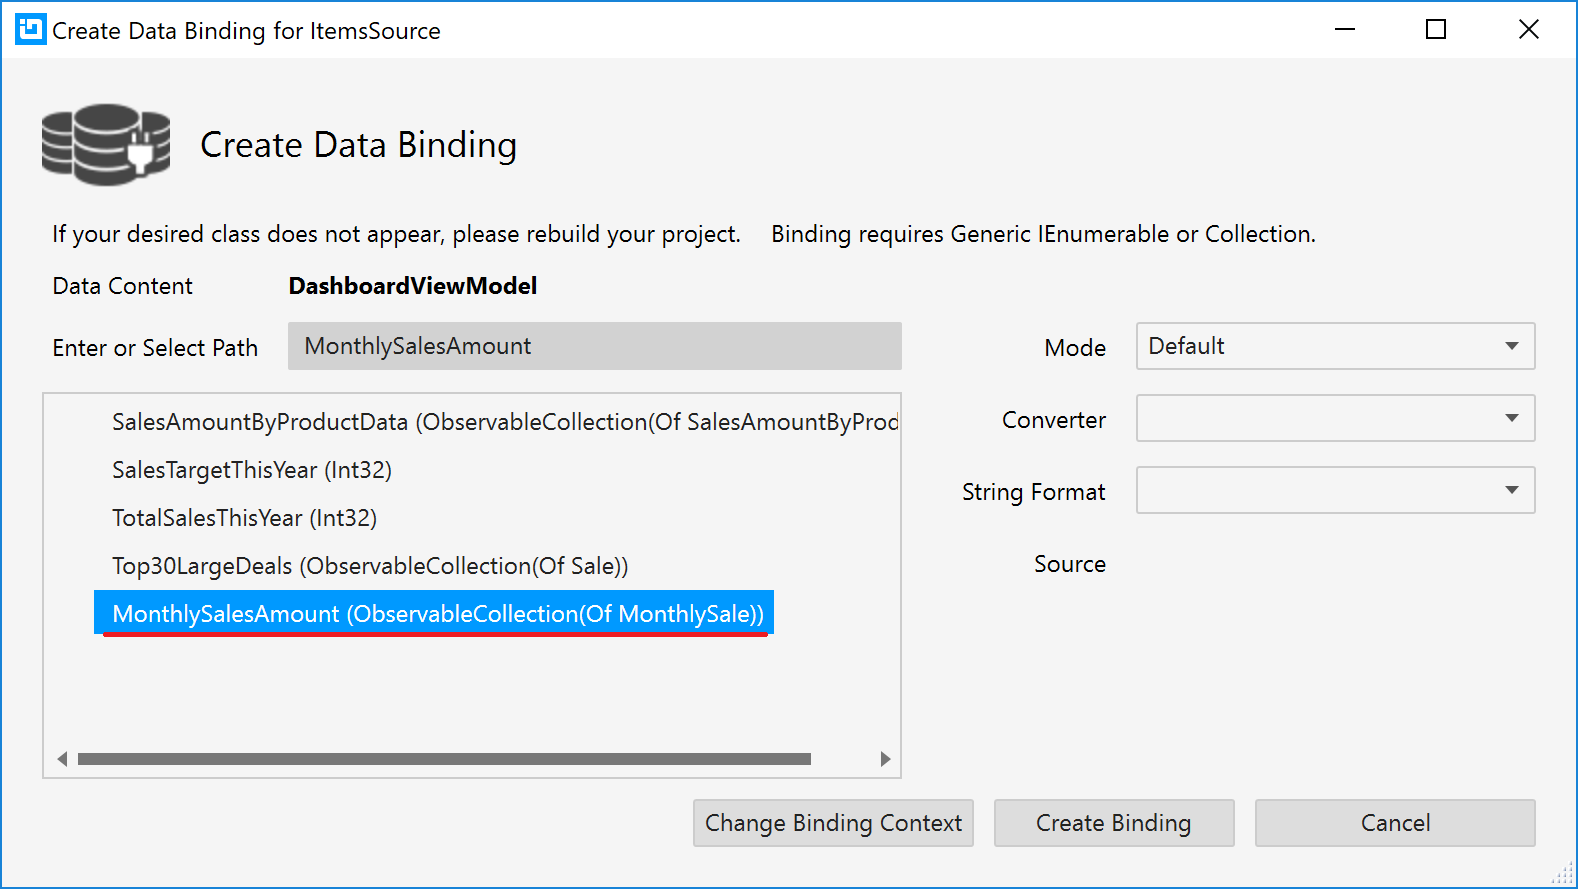 Create Data Binding for ItemsSource
Create Data Binding
If your desired class does not appear, please rebuild your project. Binding requires Generic IEnumerable or Collection.
Data Content DashboardViewModel
Enter or Select Path MonthlySalesAmount
SalesAmountByProductData (ObservableCollection(Of SalesAmountByProd
SalesTargetThisYear (Int32)
TotalSalesThisYear (Int32)
Top30LargeDeals (ObservableCollection(Of Sale))
MonthlySalesAmount (ObservableCollection(Of MonthlySale))
Mode Default
Converter
String Format
Source
Change Binding Context Create Binding Cancel